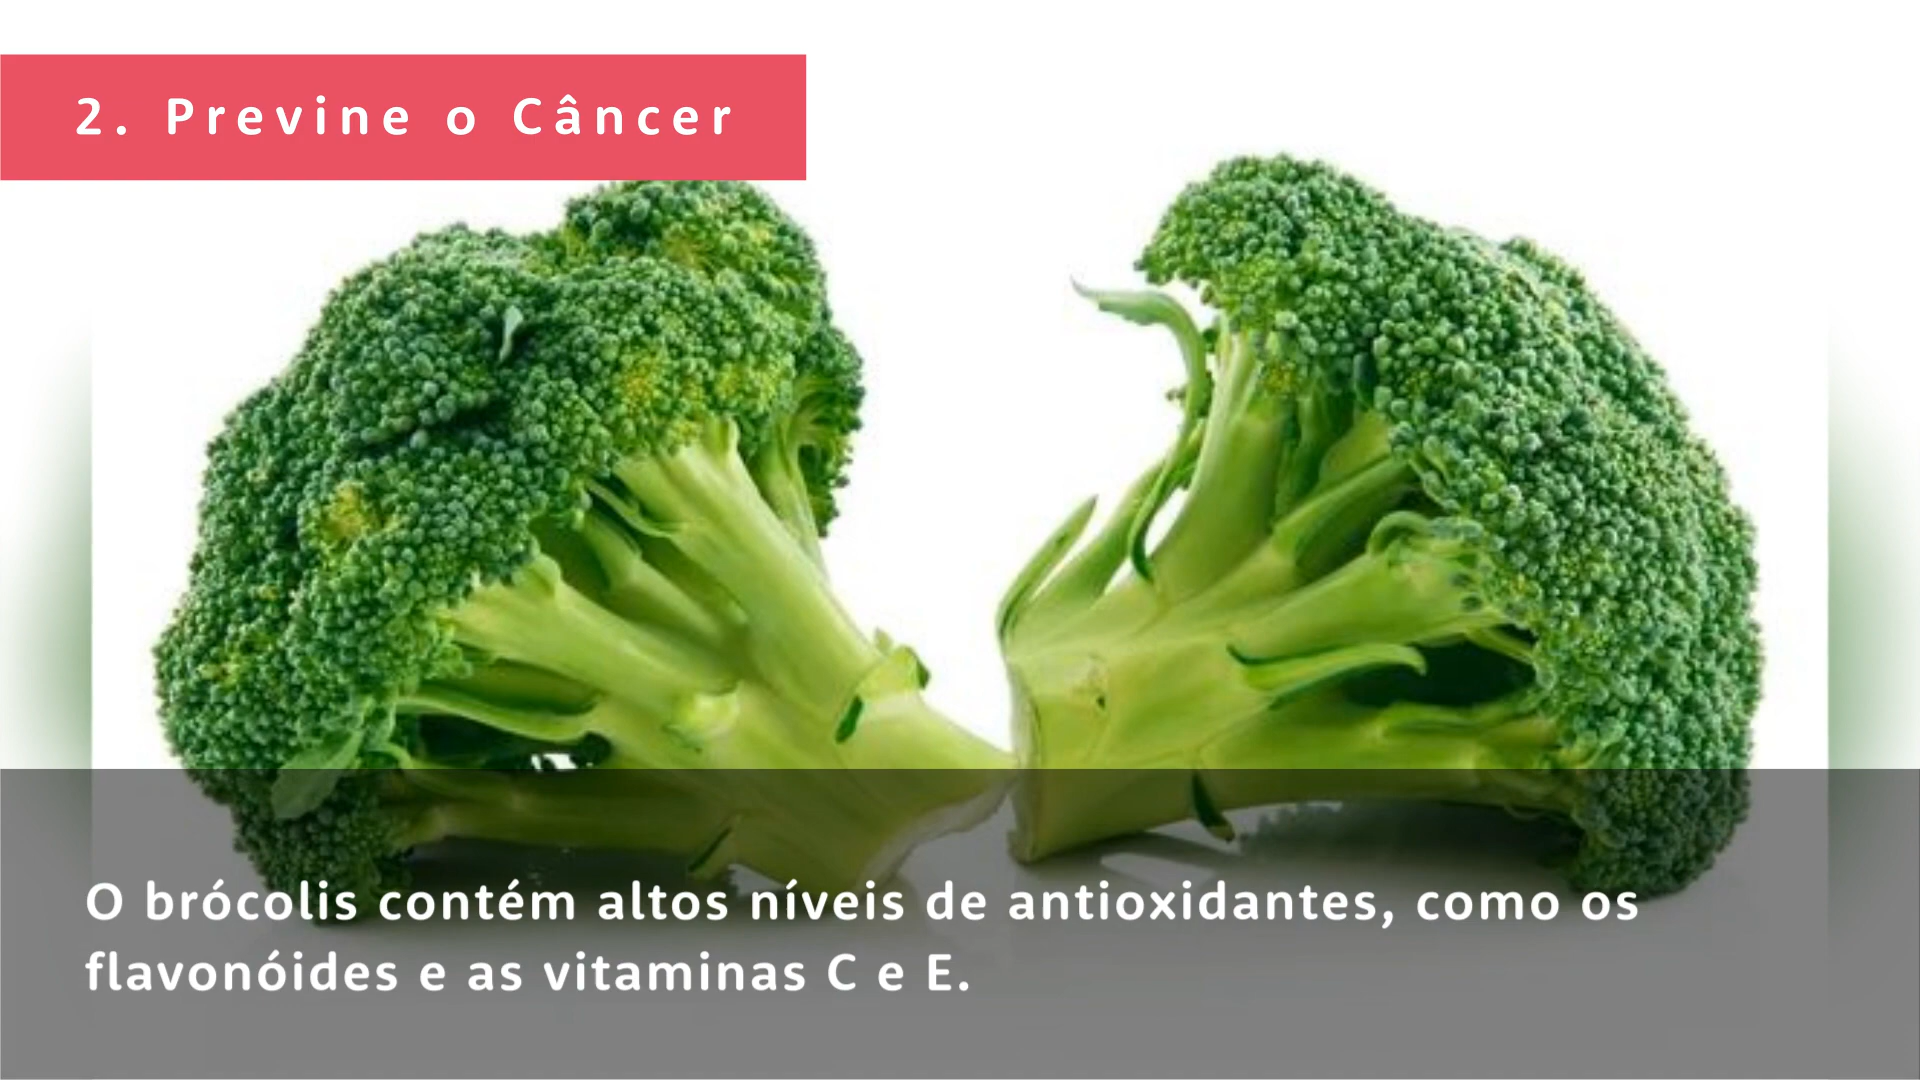 2. Previne o Câncer
O brócolis contém altos níveis de antioxidantes, como os
flavonóides e as vitaminas C e E.